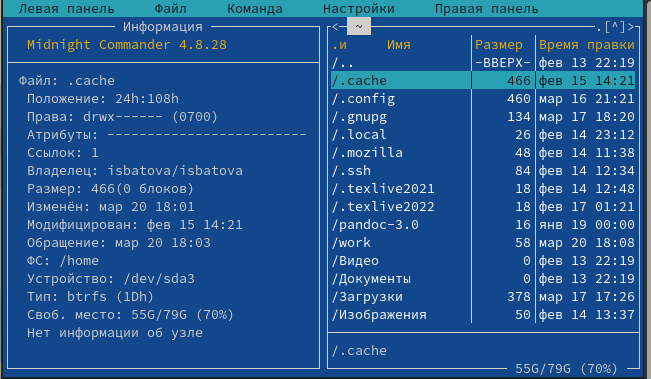 Левая панель Файл Команда Настройки Правая панель
Информация
Midnight Commander 4.8.28
Файл: .cache
Положение: 24h:108h
Права: drwx------ (0700)
Атрибуты: -------------------------
Ссылок: 1
Владелец: isbatova/isbatova
Размер: 466(0 блоков)
Изменён: мар 20 18:01
Модифицирован: фев 15 14:21
Обращение: мар 20 18:03
ФС: /home
Устройство: /dev/sda3
Тип: btrfs (1Dh)
Своб. место: 55G/79G (70%)
Нет информации об узле
<─ ~ .[^]>
.и Имя Размер Время правки
/.. -ВВЕРХ- фев 13 22:19
/.cache 466 фев 15 14:21
/.config 460 мар 16 21:21
/.gnupg 134 мар 17 18:20
/.local 26 фев 14 23:12
/.mozilla 48 фев 14 11:38
/.ssh 84 фев 14 12:34
/.texlive2021 18 фев 14 12:48
/.texlive2022 18 фев 17 01:21
/pandoc-3.0 16 янв 19 00:00
/work 58 мар 20 18:08
/Видео 0 фев 13 22:19
/Документы 0 фев 13 22:19
/Загрузки 378 мар 17 17:26
/Изображения 50 фев 14 13:37
/.cache
55G/79G (70%)